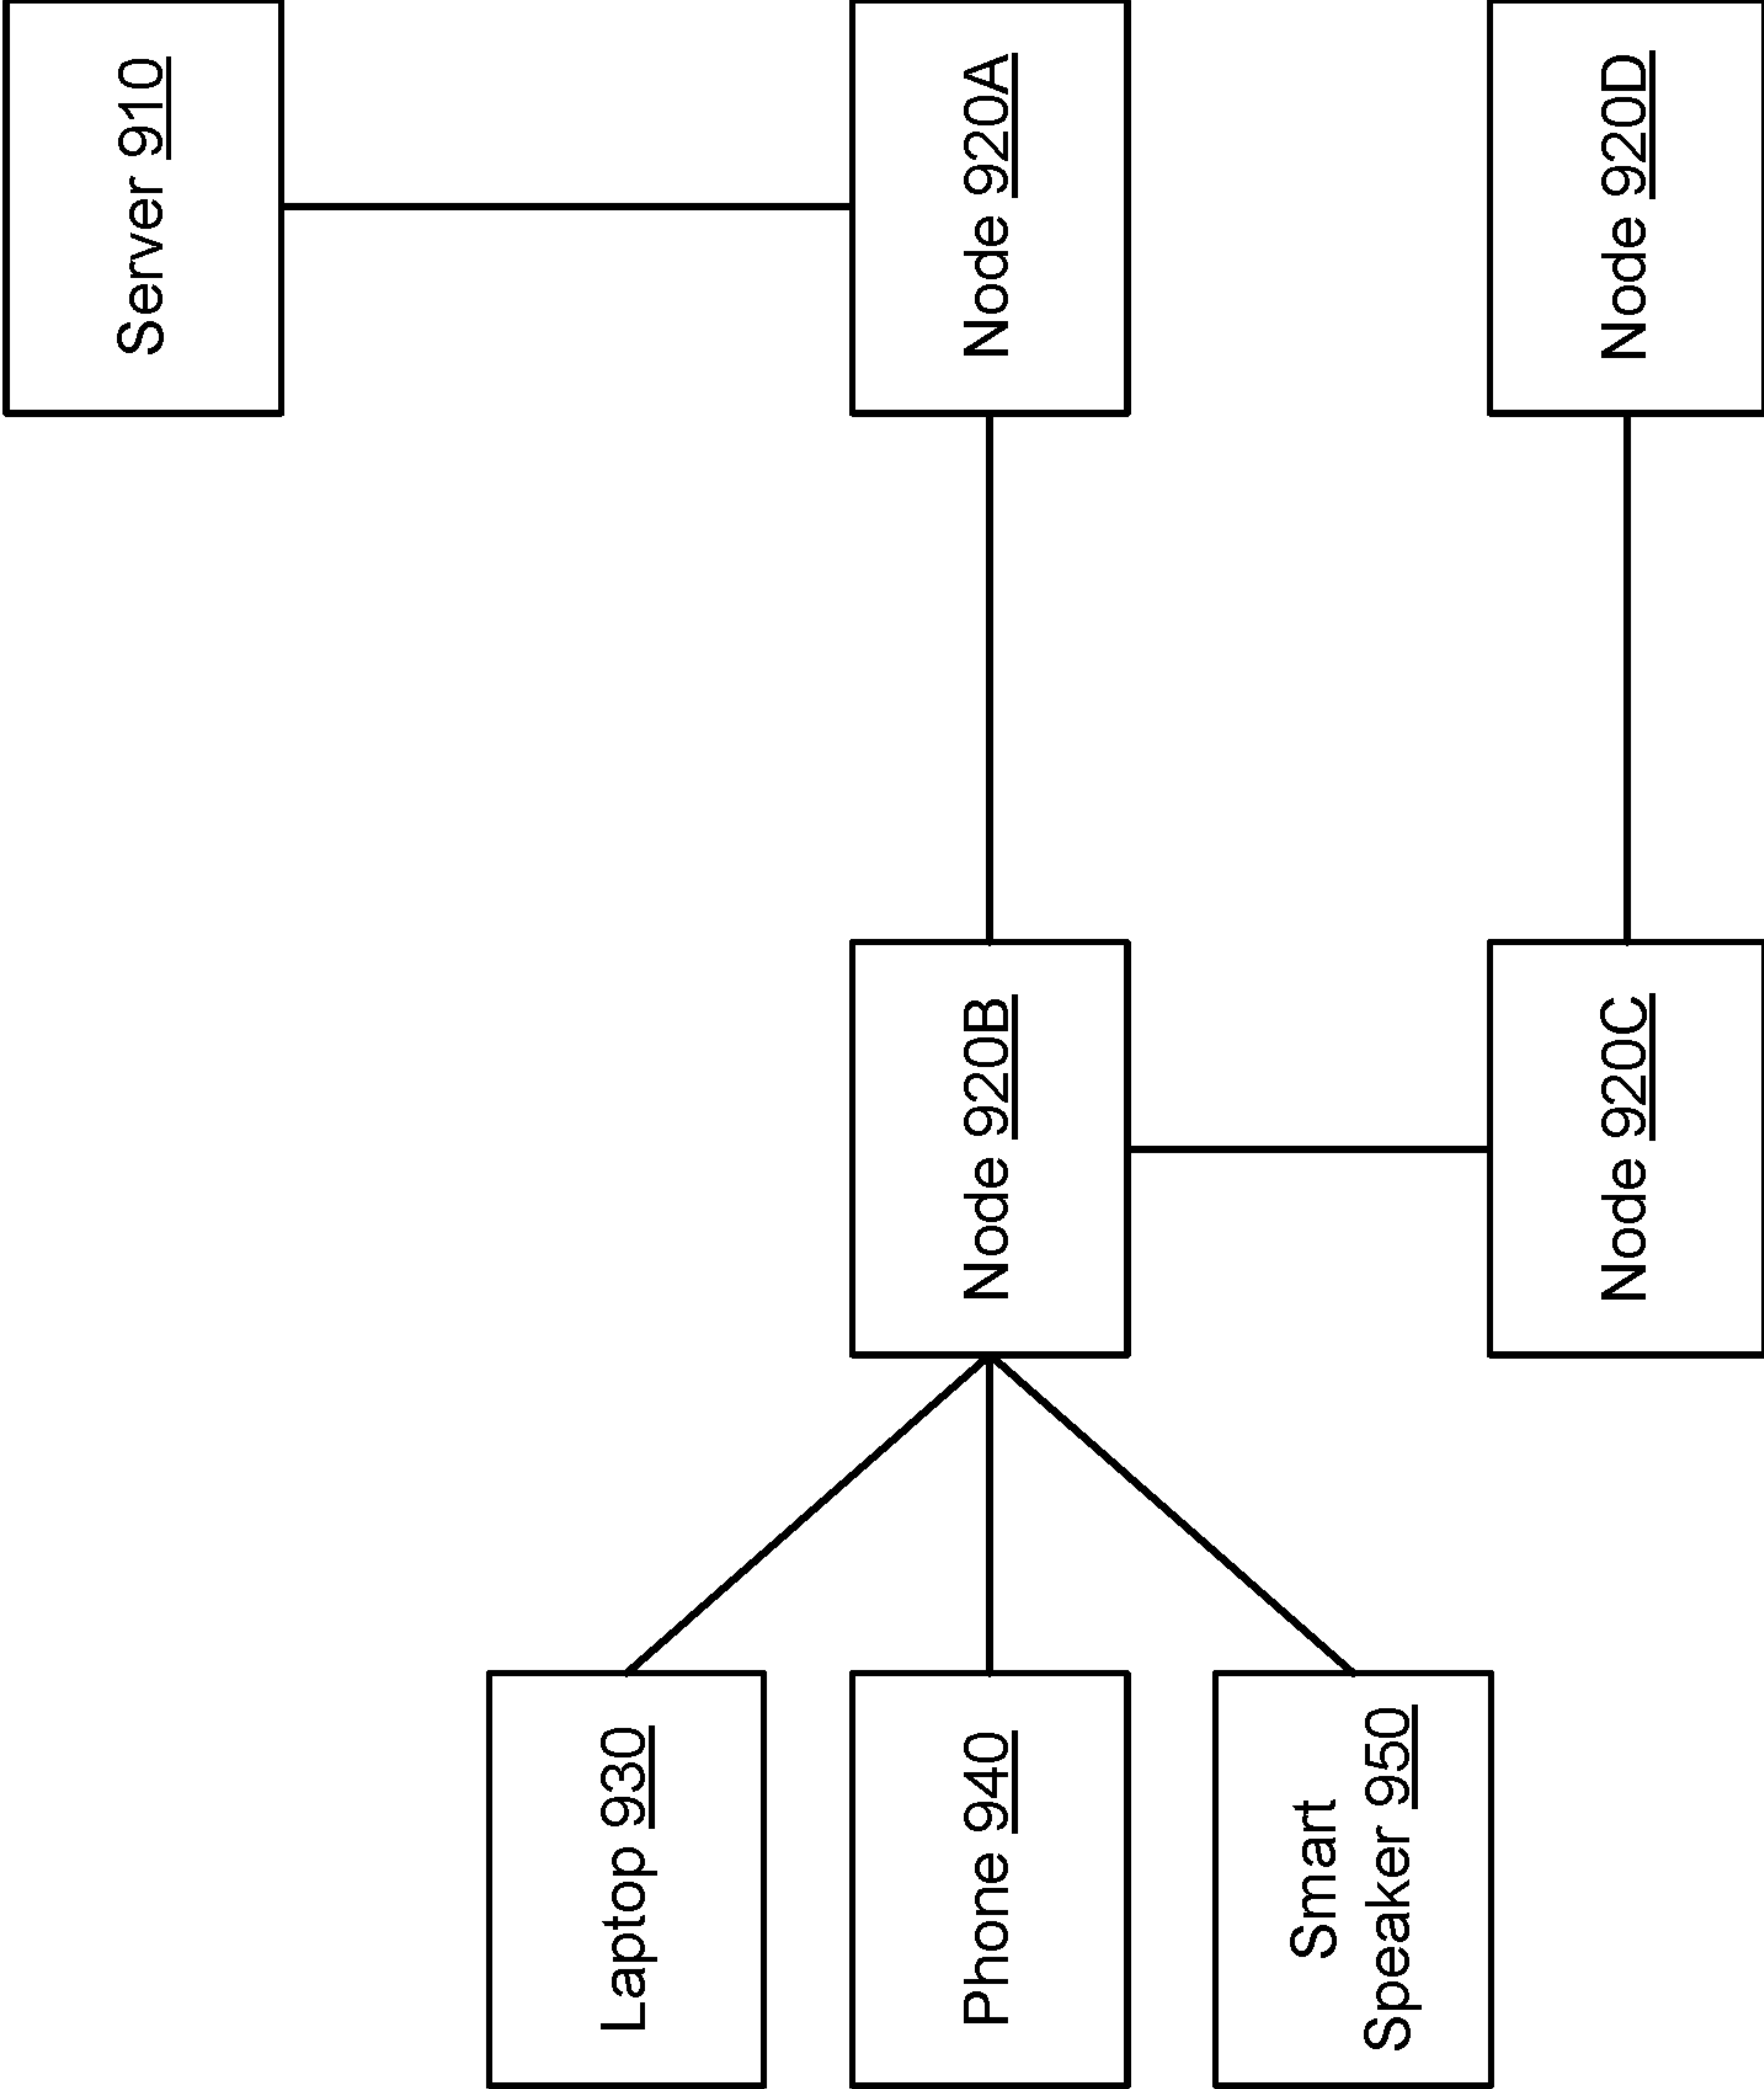 Server 910
Laptop 930
Phone 940
Node 920B
Node 920A
Smart
Speaker 950
Node 920C
Node 920D